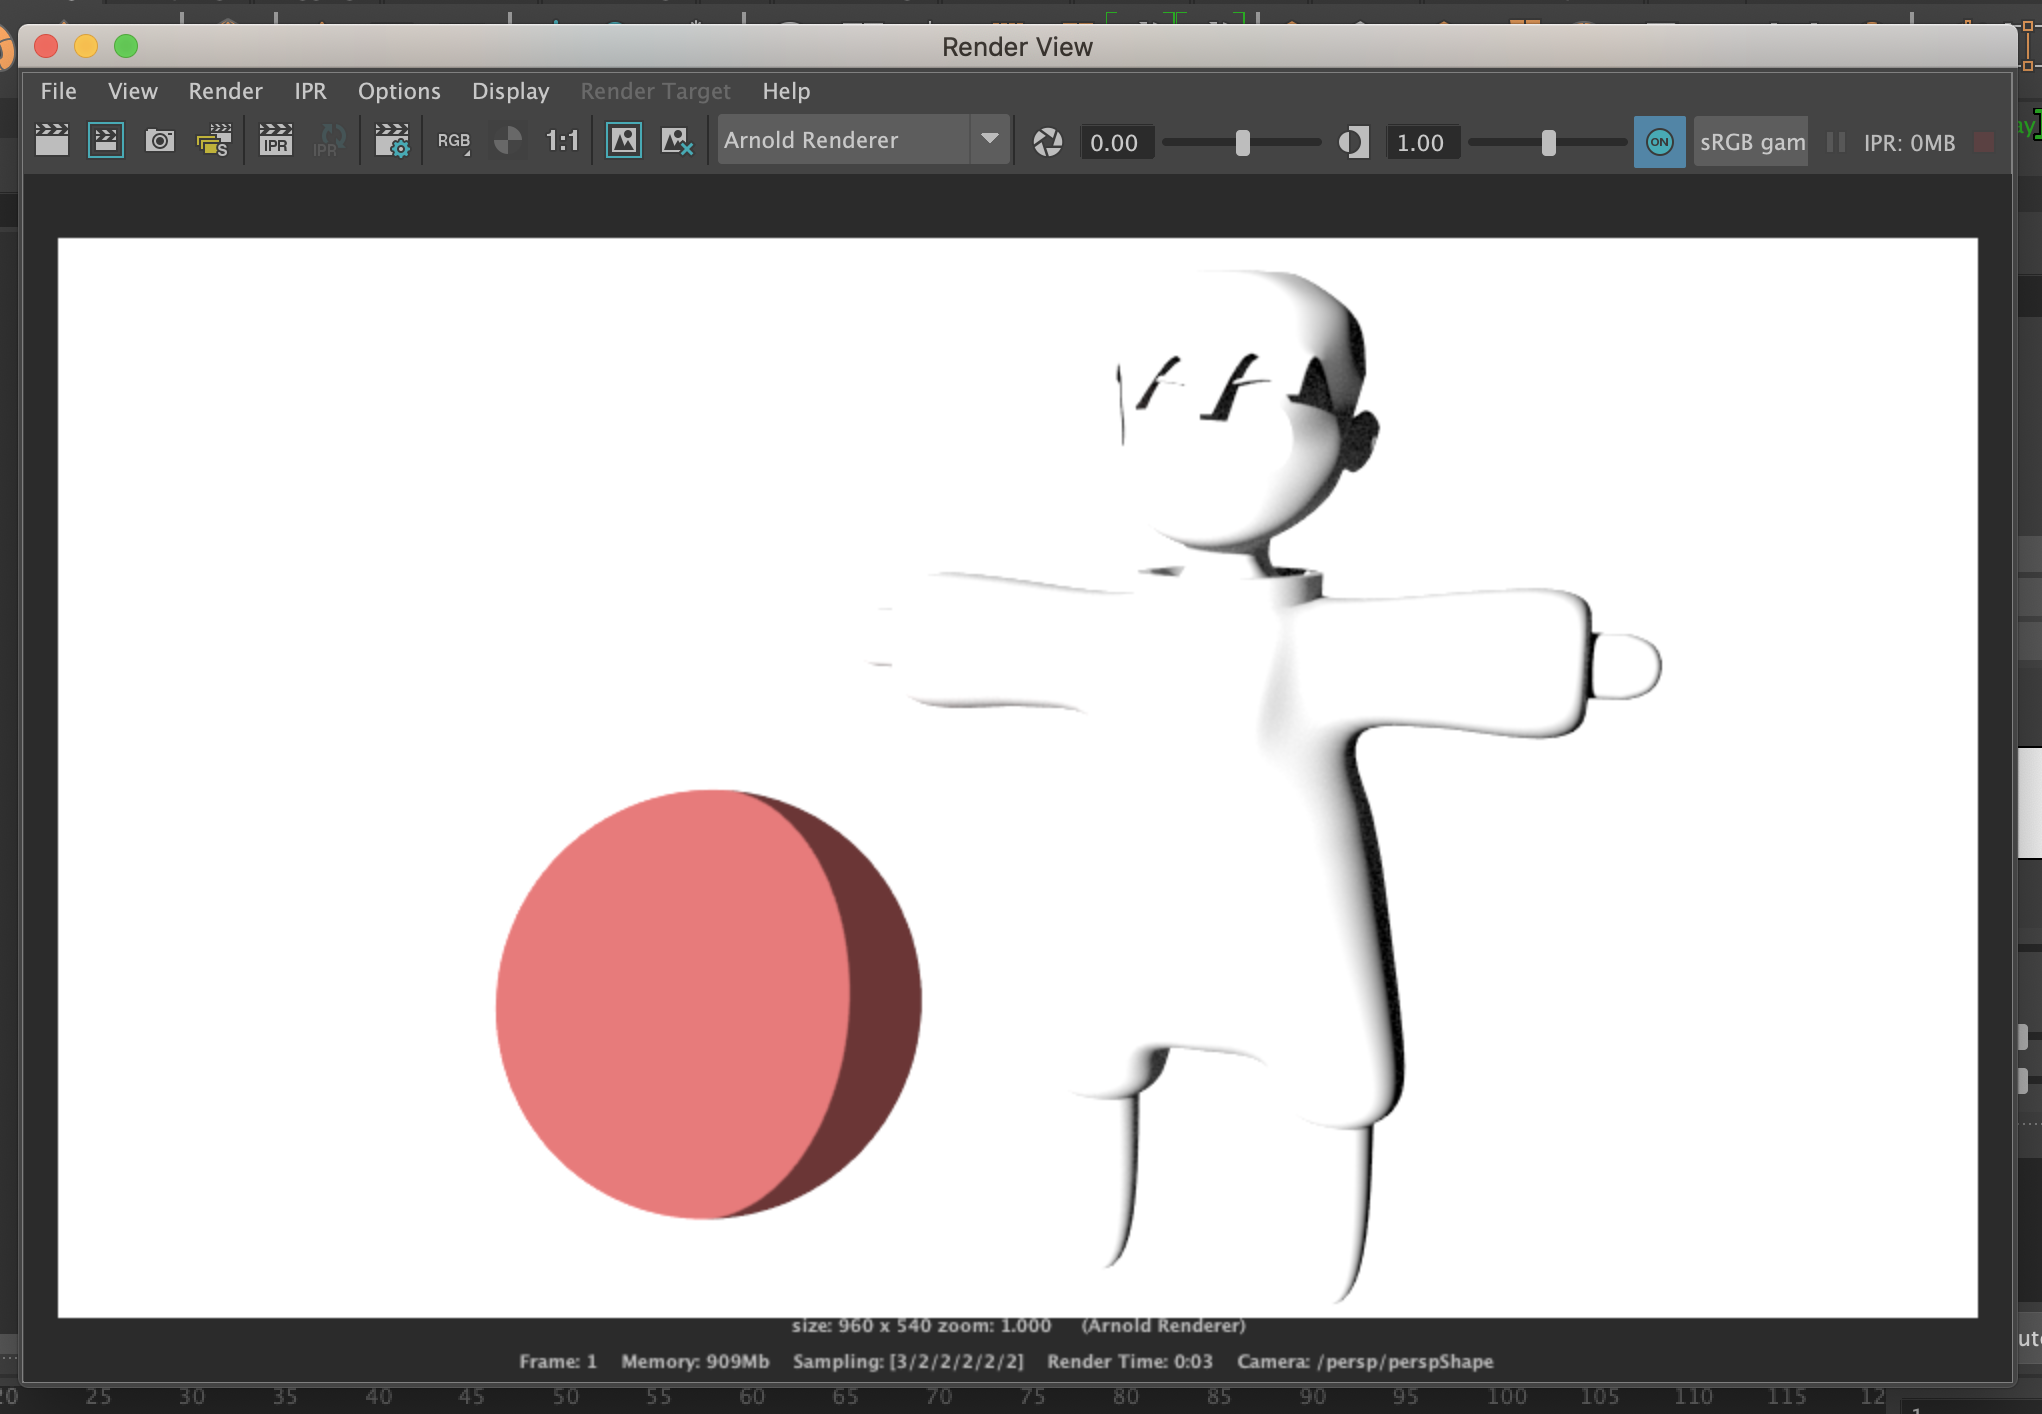 Render View
File View Render IPR Options Display Render Target Help
IPR IPR RGB 1:1 Arnold Renderer 0.00 1.00 ON sRGB gam IPR: 0MB
size: 960 x 540 zoom: 1.000 (Arnold Renderer)
Frame: 1 Memory: 909Mb Sampling: [3/2/2/2/2/2] Render Time: 0:03 Camera: /persp/perspShape
20 25 30 35 40 45 50 55 60 65 70 75 80 85 90 95 100 105 110 115 12